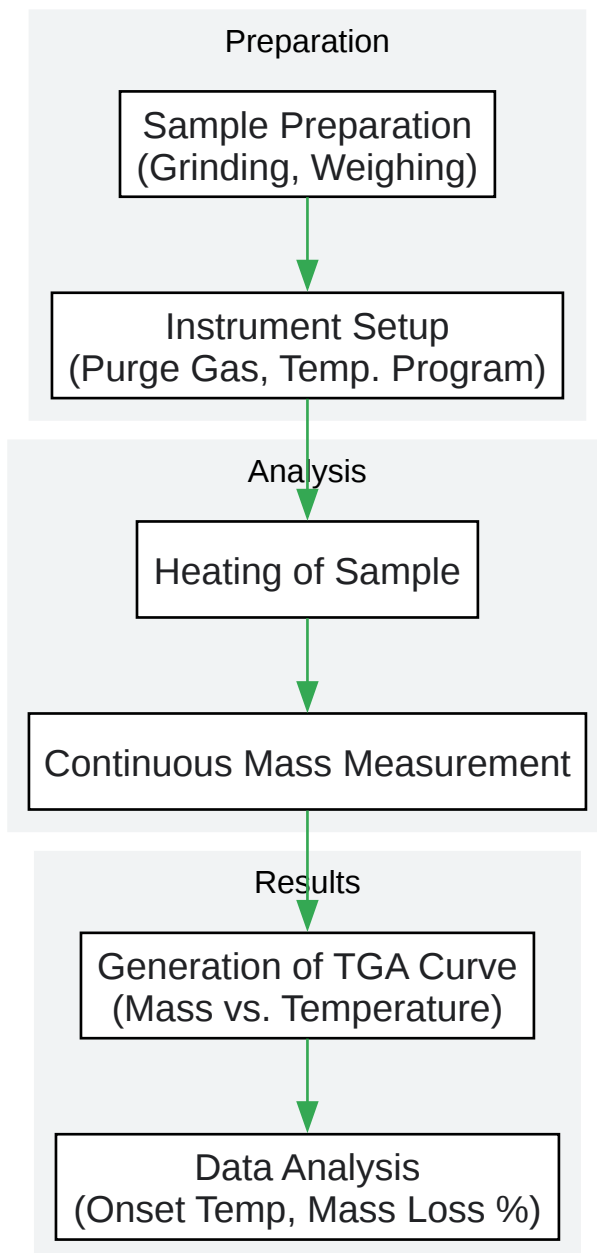 Preparation
Sample Preparation
(Grinding, Weighing)
Instrument Setup
(Purge Gas, Temp. Program)
Analysis
Heating of Sample
Continuous Mass Measurement
Results
Generation of TGA Curve
(Mass vs. Temperature)
Data Analysis
(Onset Temp, Mass Loss %)